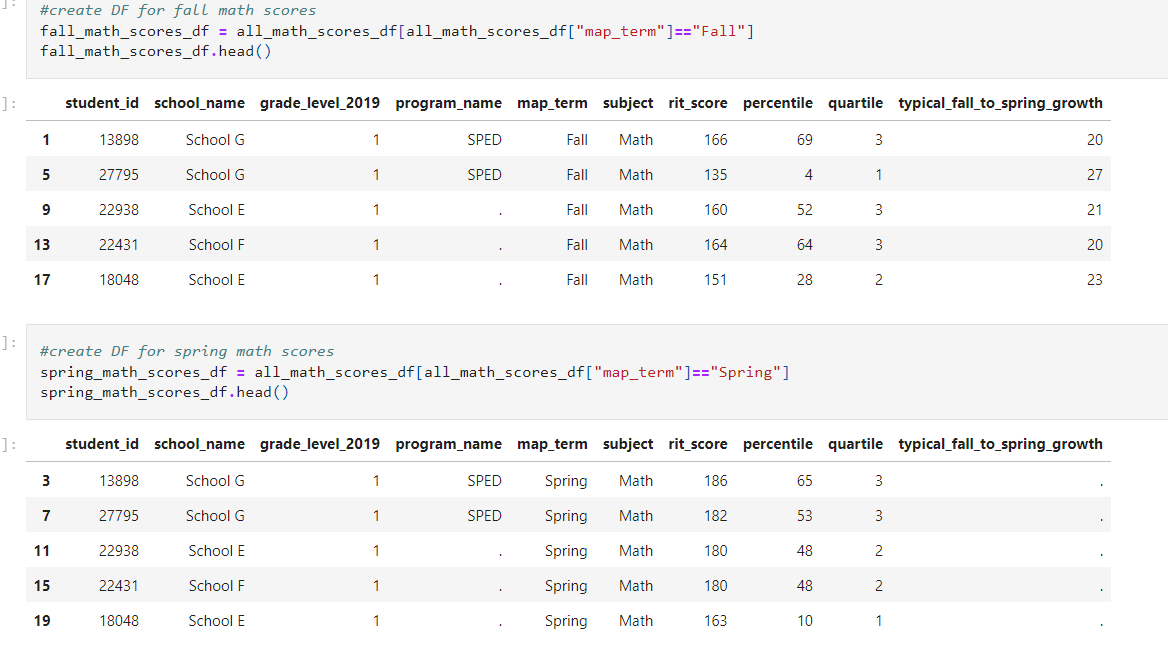 ]:
#create DF for fall math scores
fall_math_scores_df = all_math_scores_df[all_math_scores_df["map_term"]=="Fall"]
fall_math_scores_df.head()
]:
student_id school_name grade_level_2019 program_name map_term subject rit_score percentile quartile typical_fall_to_spring_growth
1 13898 School G 1 SPED Fall Math 166 69 3 20
5 27795 School G 1 SPED Fall Math 135 4 1 27
9 22938 School E 1 . Fall Math 160 52 3 21
13 22431 School F 1 . Fall Math 164 64 3 20
17 18048 School E 1 . Fall Math 151 28 2 23
]:
#create DF for spring math scores
spring_math_scores_df = all_math_scores_df[all_math_scores_df["map_term"]=="Spring"]
spring_math_scores_df.head()
]:
student_id school_name grade_level_2019 program_name map_term subject rit_score percentile quartile typical_fall_to_spring_growth
3 13898 School G 1 SPED Spring Math 186 65 3 .
7 27795 School G 1 SPED Spring Math 182 53 3 .
11 22938 School E 1 . Spring Math 180 48 2 .
15 22431 School F 1 . Spring Math 180 48 2 .
19 18048 School E 1 . Spring Math 163 10 1 .